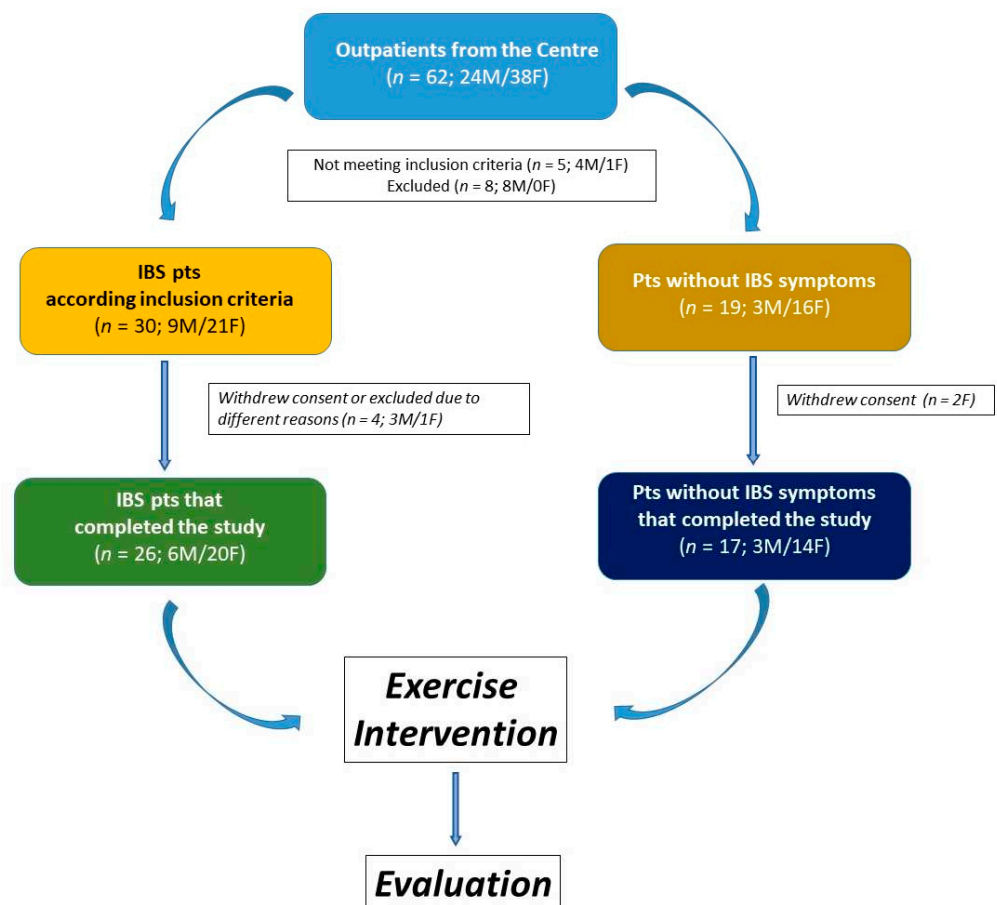 Outpatients from the Centre
(n = 62; 24M/38F)
Not meeting inclusion criteria (n = 5; 4M/1F)
Excluded (n = 8; 8M/0F)
IBS pts
according inclusion criteria
(n = 30; 9M/21F)
Pts without IBS symptoms
(n = 19; 3M/16F)
Withdrew consent or excluded due to
different reasons (n = 4; 3M/1F)
Withdrew consent (n = 2F)
IBS pts that
completed the study
(n = 26; 6M/20F)
Pts without IBS symptoms
that completed the study
(n = 17; 3M/14F)
Exercise
Intervention
Evaluation